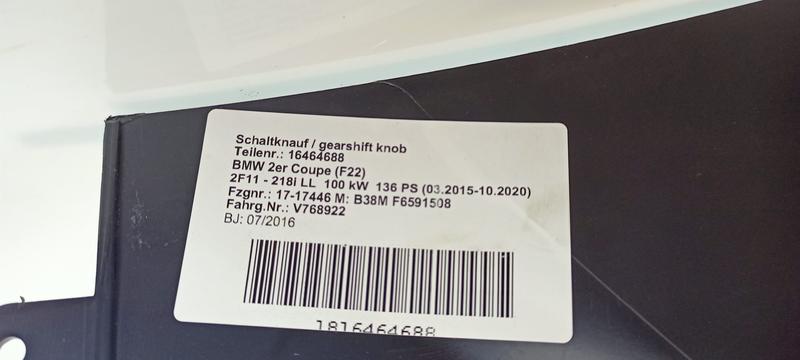 Schaltknauf / gearshift knob
Teilenr.: 16464688
BMW 2er Coupe (F22)
2F11 - 218i LL 100 kW 136 PS (03.2015-10.2020)
Fzgnr.: 17-17446 M: B38M F6591508
Fahrg.Nr.: V768922
BJ: 07/2016
1816464688